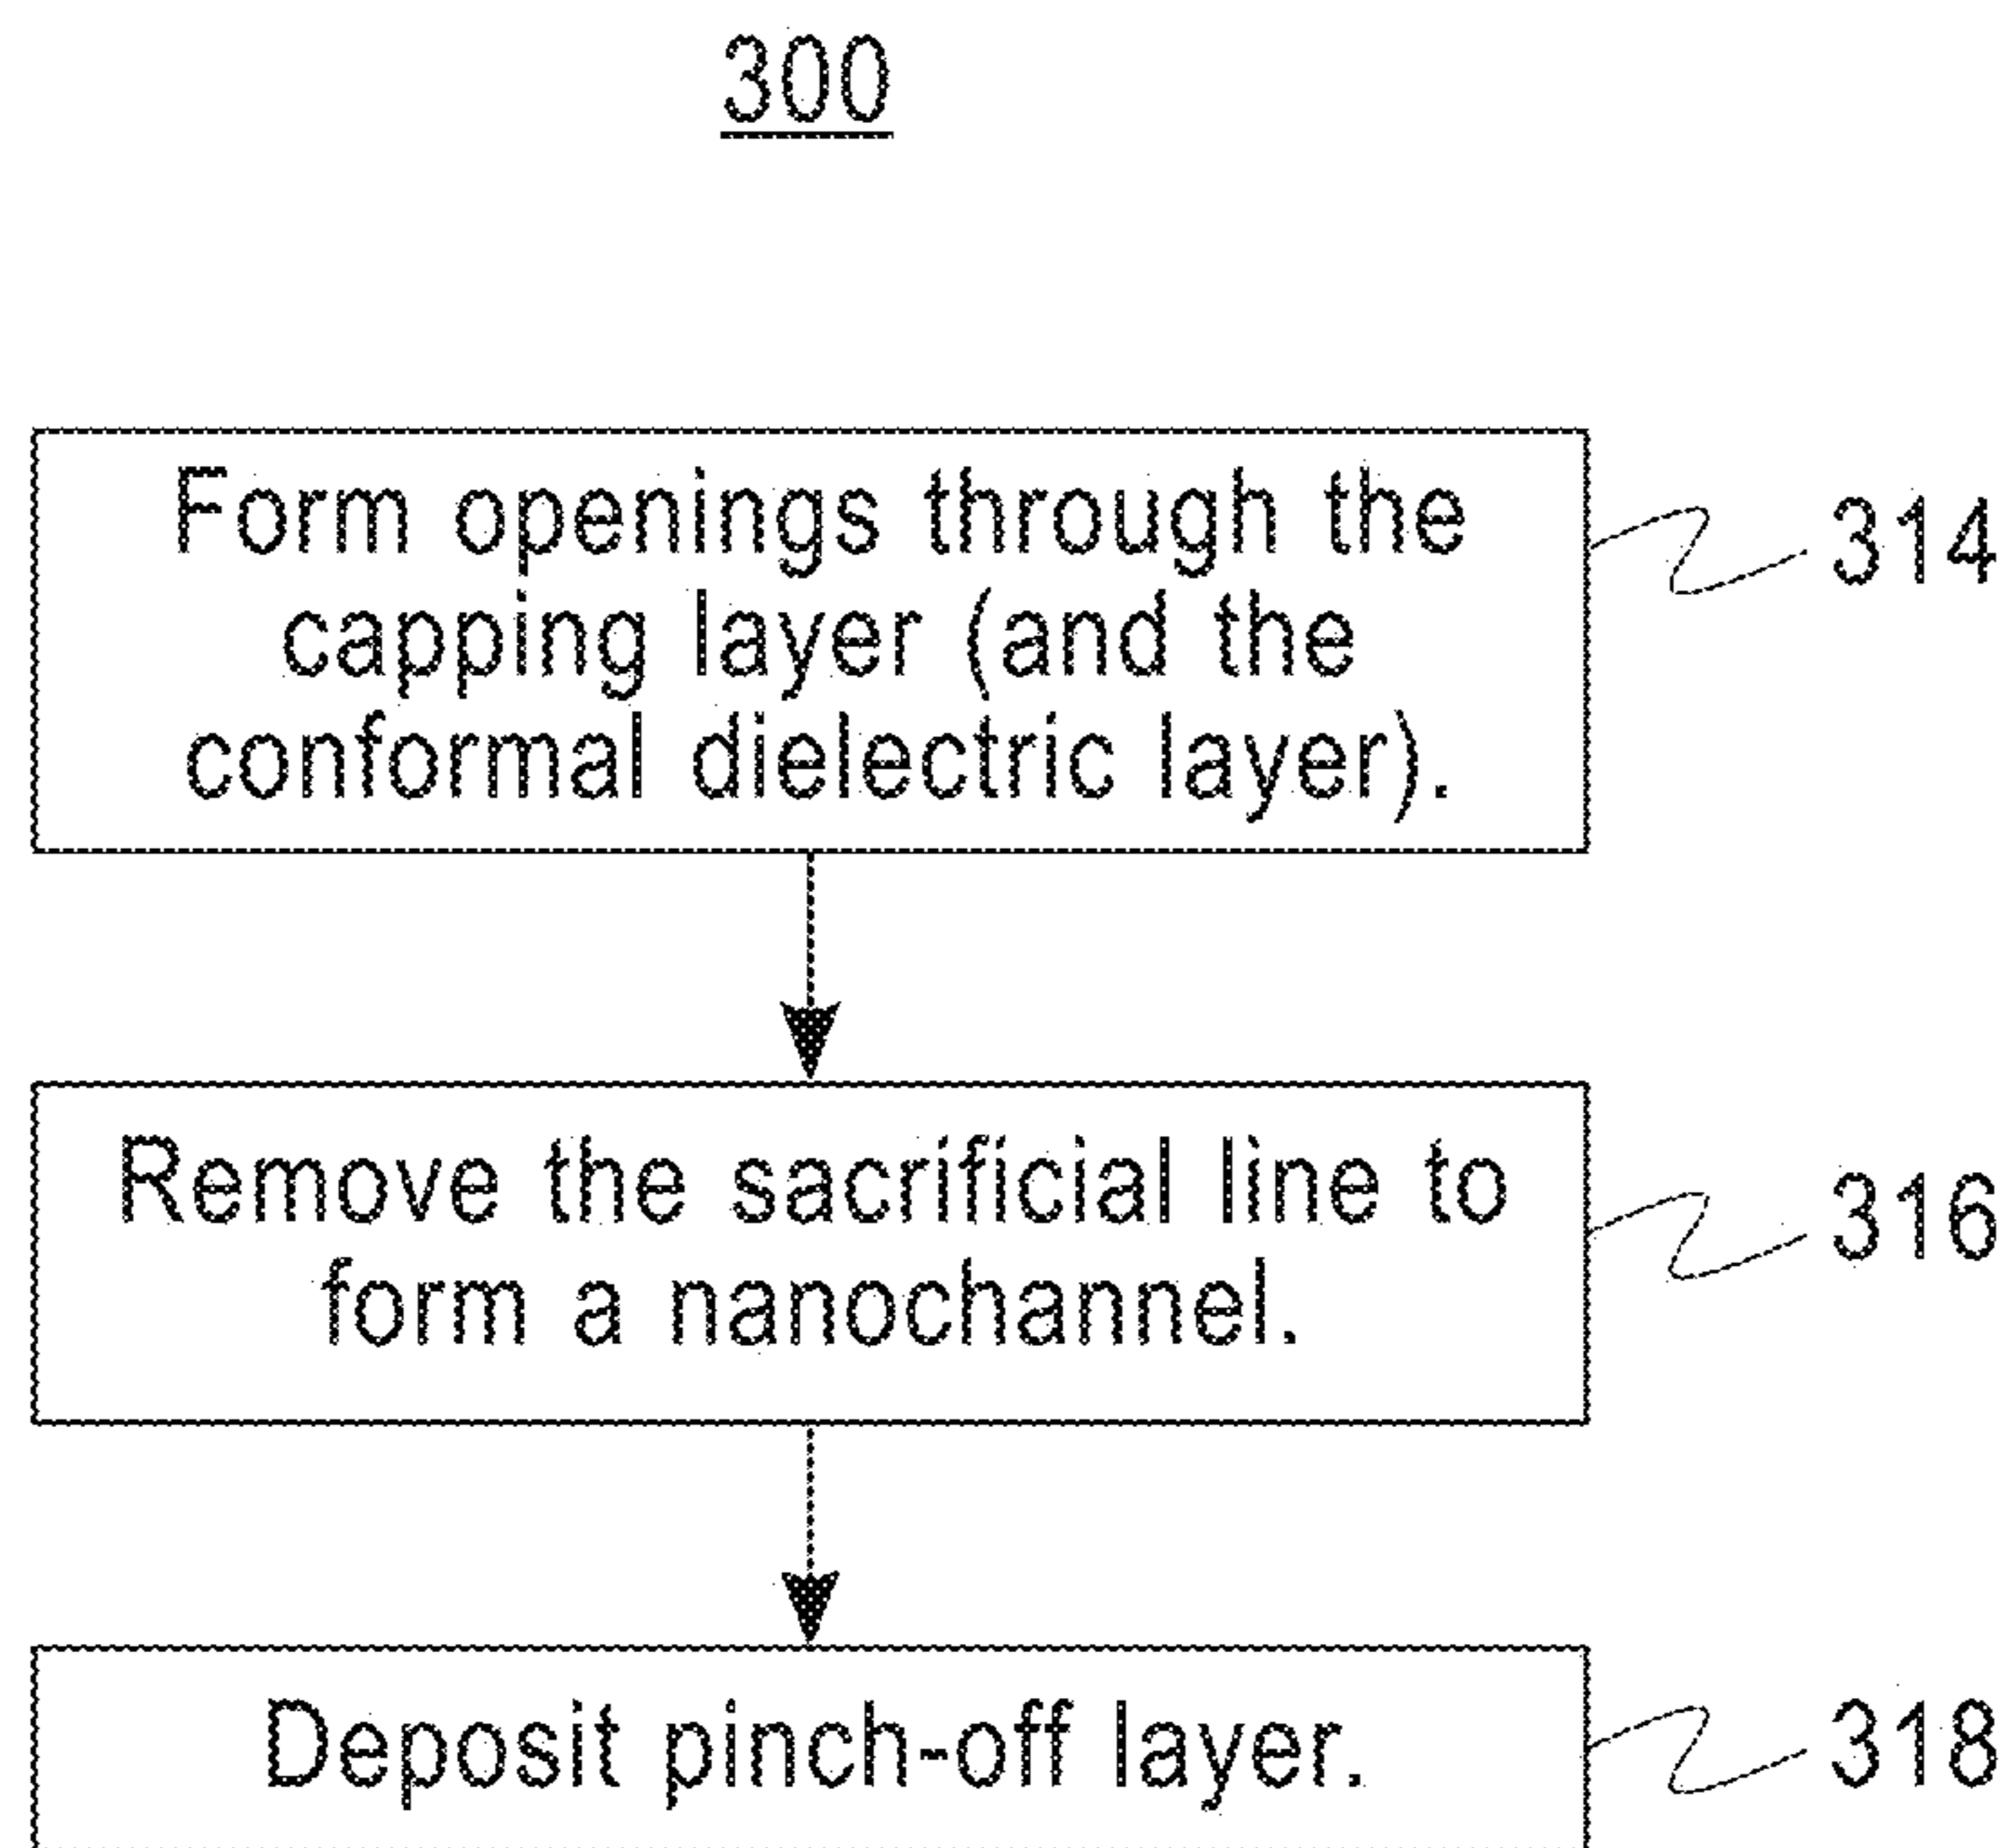 300
Form openings through the
capping layer (and the
conformal dielectric layer).
314
Remove the sacrificial line to
form a nanochannel.
316
Deposit pinch-off layer.
318